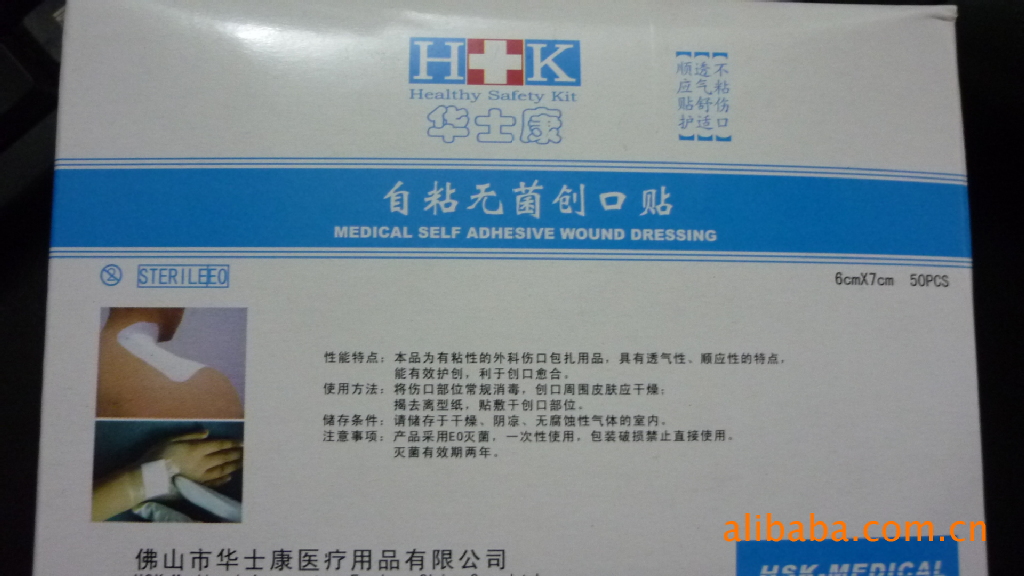 H K
Healthy Safety Kit
华士康
不粘伤口
透气舒适
顺应贴护
自粘无菌创口贴
MEDICAL SELF ADHESIVE WOUND DRESSING
2 STERILE EO
6cmX7cm 50PCS
性能特点：本品为有粘性的外科伤口包扎用品，具有透气性、顺应性的特点，
能有效护创，利于创口愈合。
使用方法：将伤口部位常规消毒，创口周围皮肤应干燥；
揭去离型纸，贴敷于创口部位。
储存条件：请储存于干燥、阴凉、无腐蚀性气体的室内。
注意事项：产品采用EO灭菌，一次性使用，包装破损禁止直接使用。
灭菌有效期两年。
alibaba.com.cn
佛山市华士康医疗用品有限公司
HSK-MEDICAL